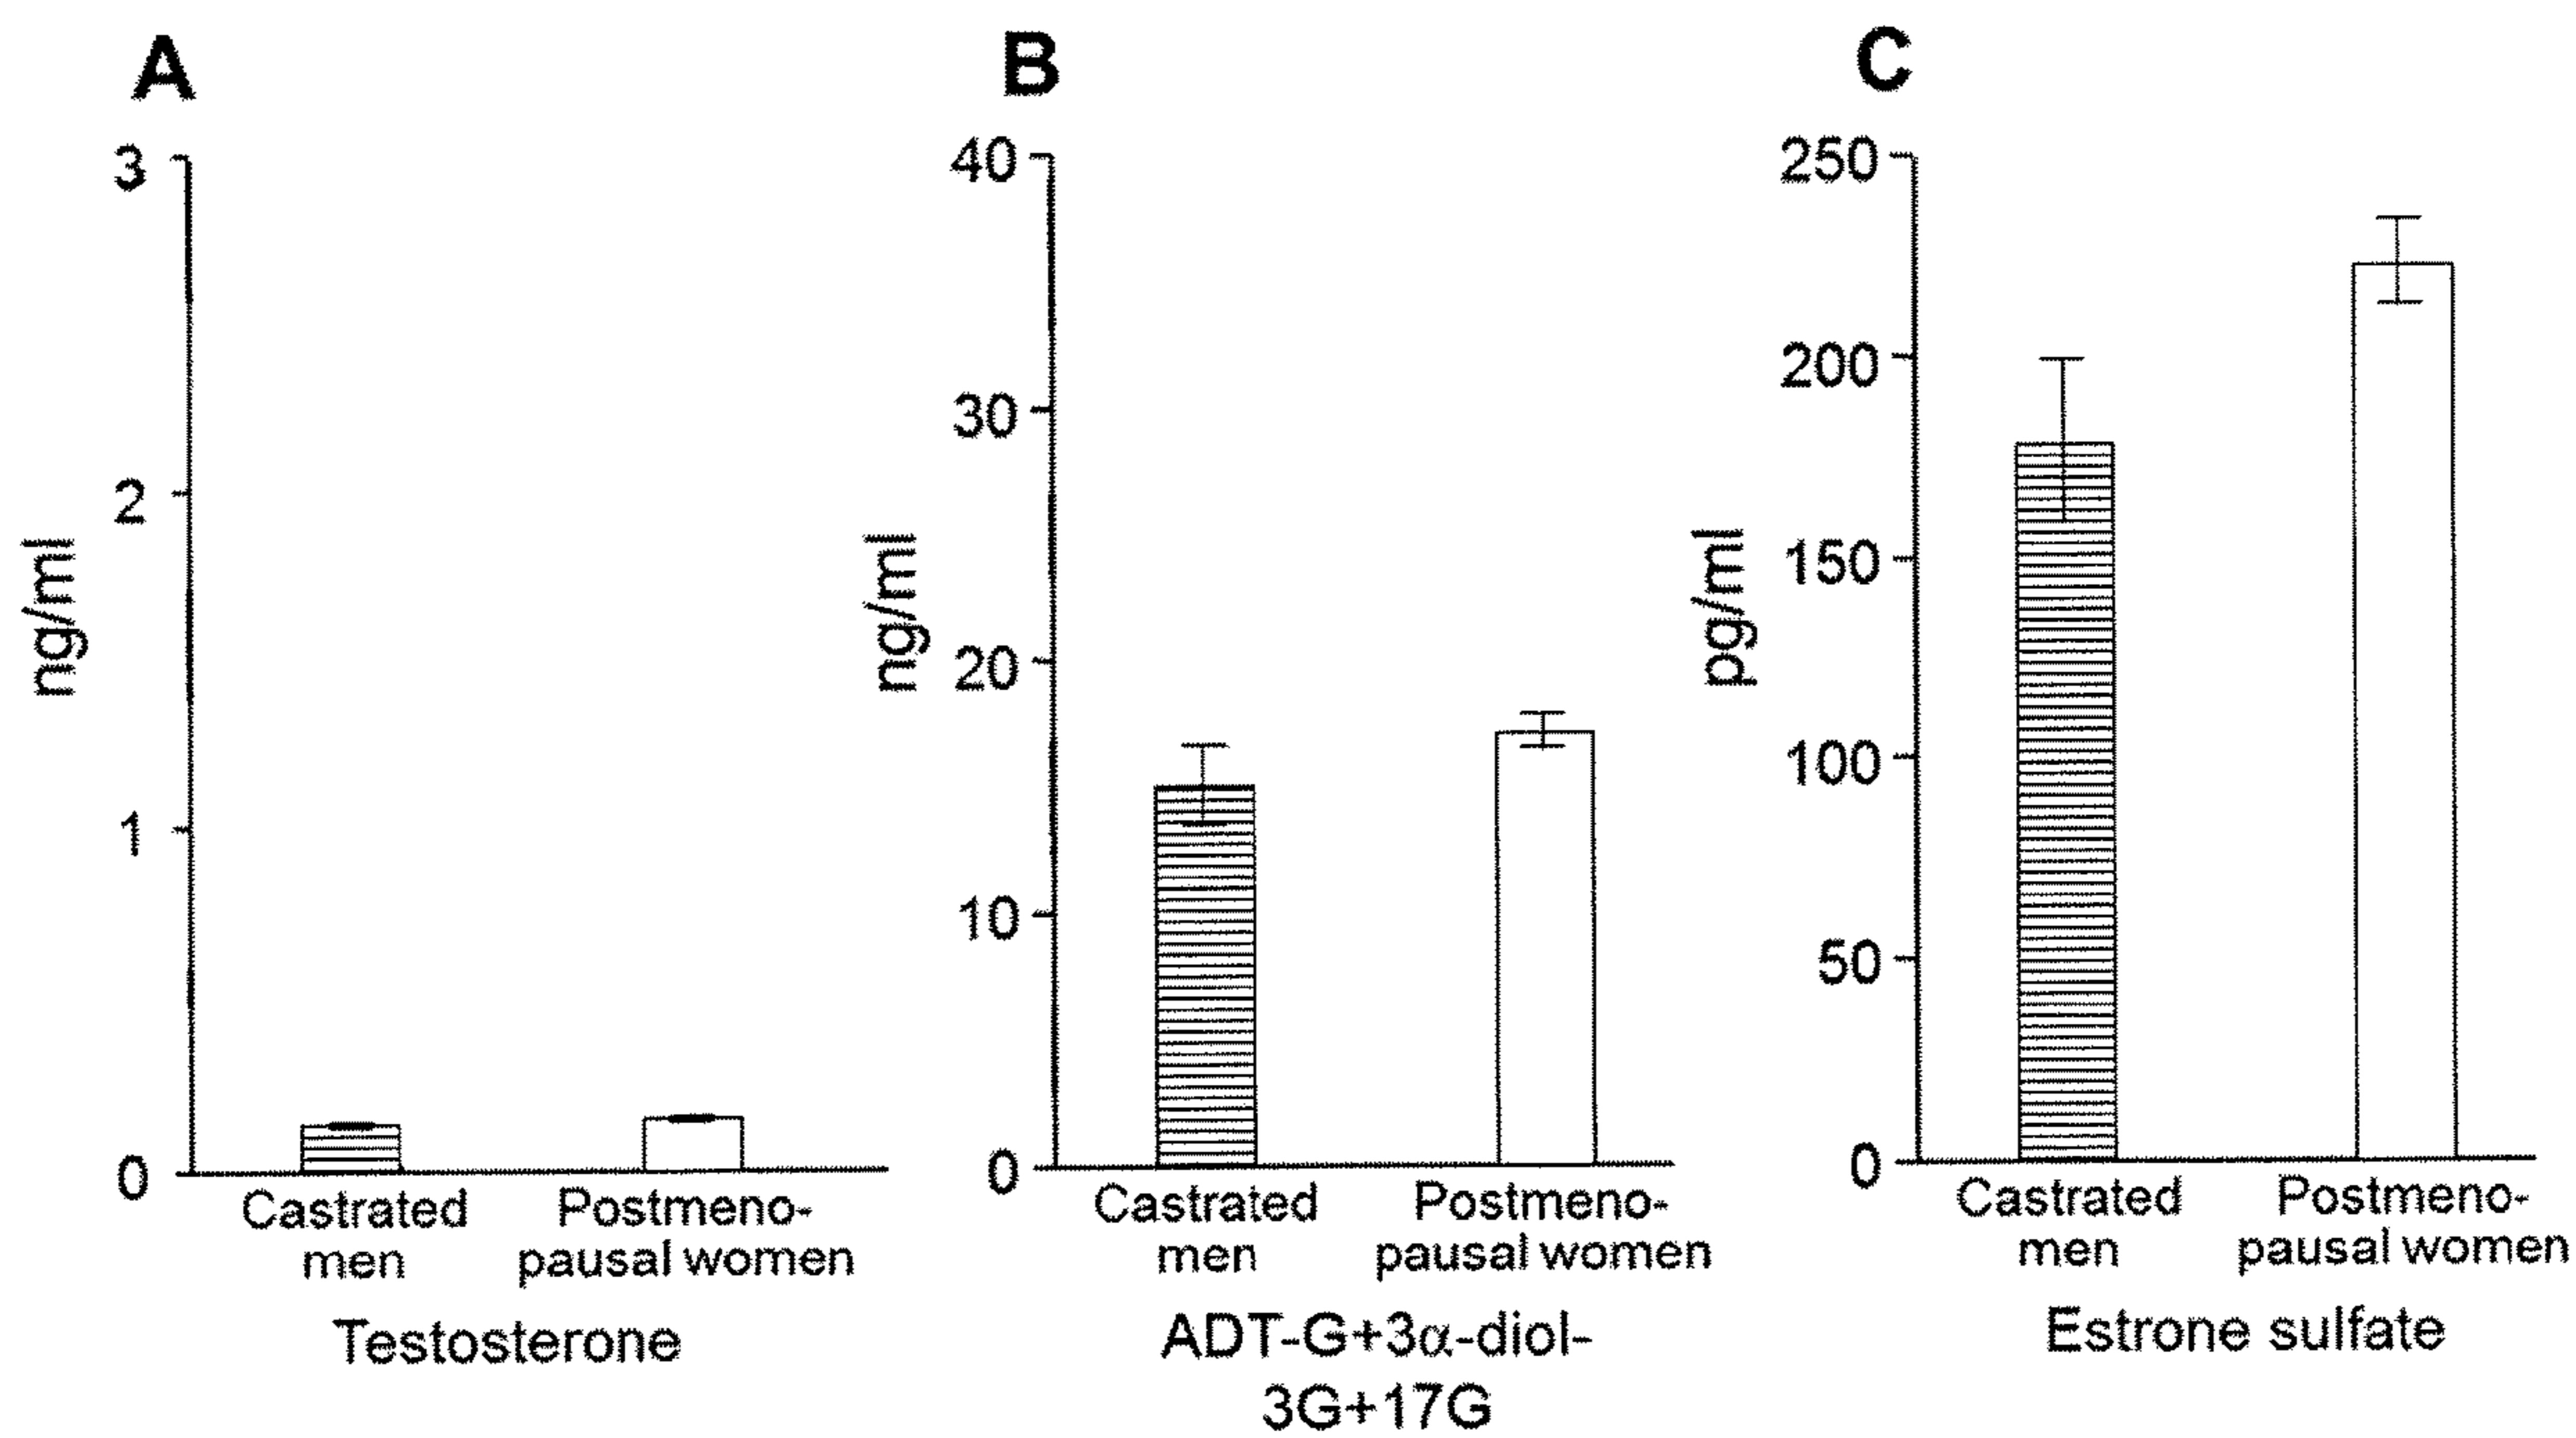 A
3
2
1
0
ng/ml
Castrated
men
Postmeno-
pausal women
Testosterone
B
40
30
20
10
0
ng/ml
Castrated
men
Postmeno-
pausal women
ADT-G+3α-diol-
3G+17G
C
250
200
150
100
50
0
pg/ml
Castrated
men
Postmeno-
pausal women
Estrone sulfate